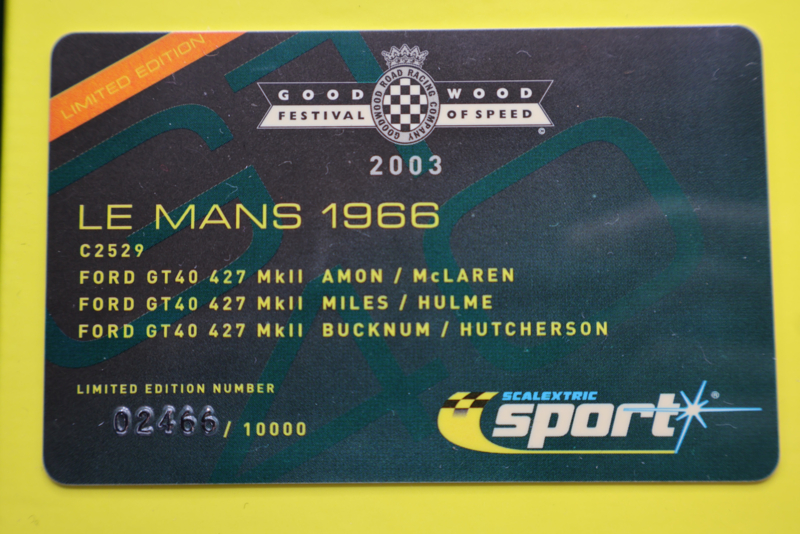 LIMITED EDITION
GOODWOOD ROAD RACING COMPANY
GOOD WOOD
FESTIVAL OF SPEED
©
2003
LE MANS 1966
C2529
FORD GT40 427 MkII AMON / McLAREN
FORD GT40 427 MkII MILES / HULME
FORD GT40 427 MkII BUCKNUM / HUTCHERSON
LIMITED EDITION NUMBER
02466 / 10000
SCALEXTRIC
sport ®